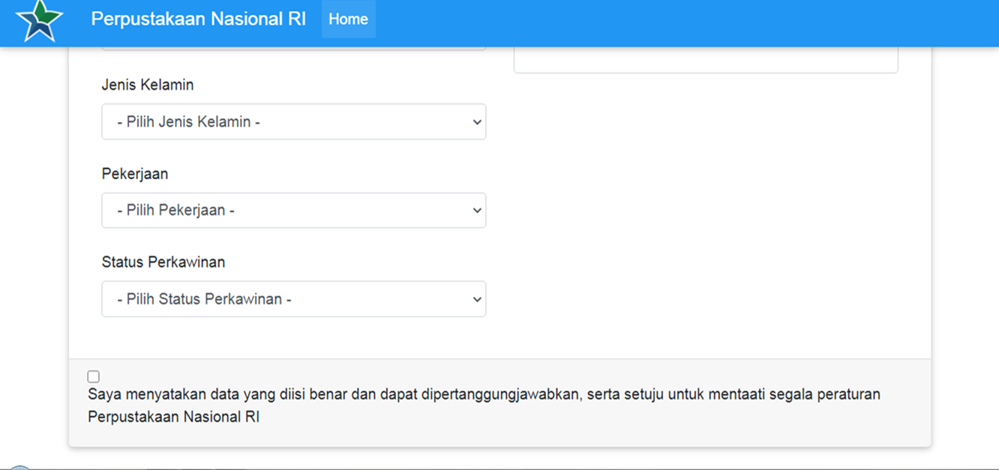 Perpustakaan Nasional RI
Home
Jenis Kelamin
- Pilih Jenis Kelamin -
Pekerjaan
- Pilih Pekerjaan -
Status Perkawinan
- Pilih Status Perkawinan -
Saya menyatakan data yang diisi benar dan dapat dipertanggungjawabkan, serta setuju untuk mentaati segala peraturan
Perpustakaan Nasional RI